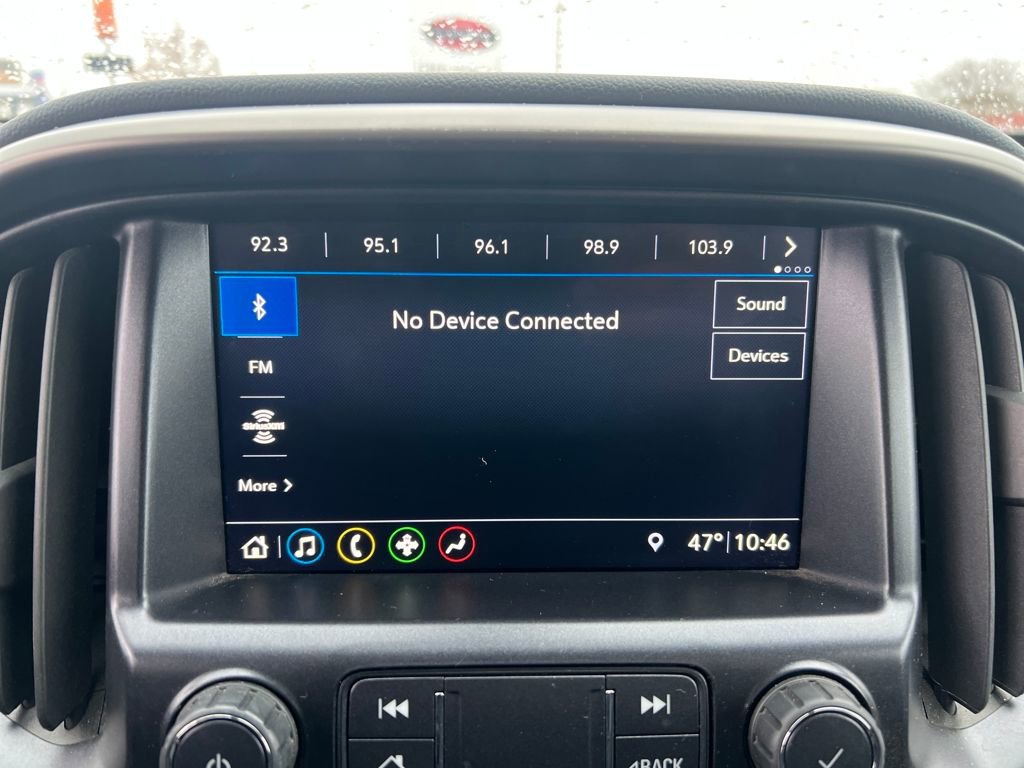 92.3 95.1 96.1 98.9 103.9
No Device Connected
Sound
FM
Devices
SiriusXM
More
47° 10:46
BACK